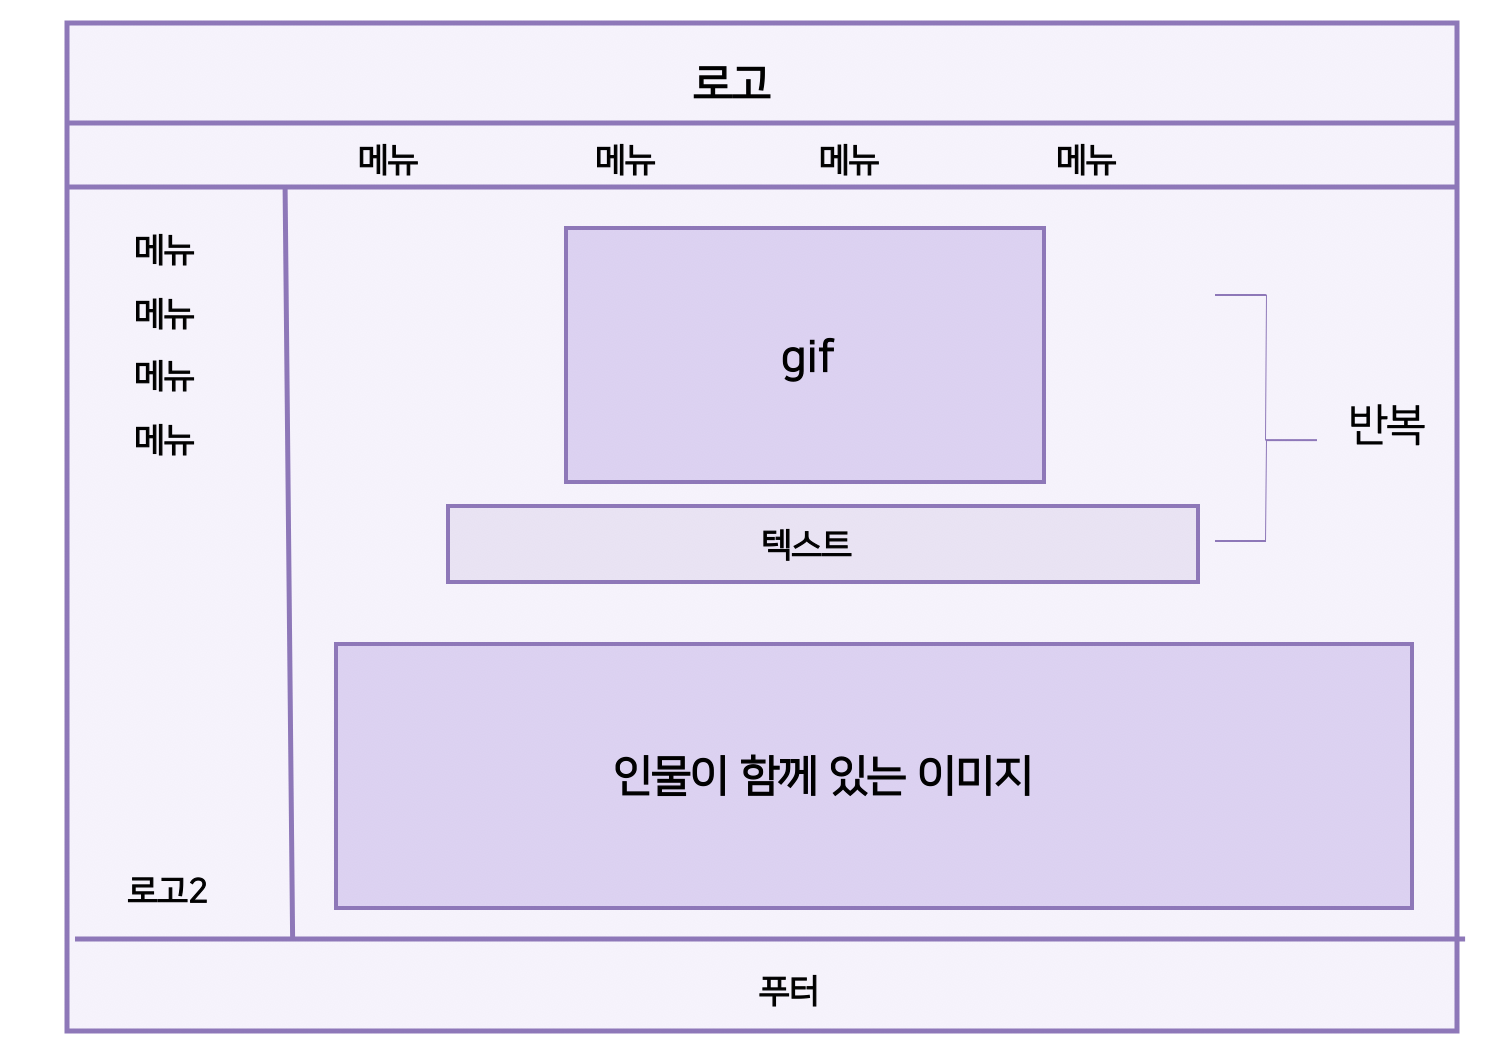 로고
메뉴 메뉴 메뉴 메뉴
메뉴
메뉴
메뉴
메뉴
로고2
gif
텍스트
반복
인물이 함께 있는 이미지
푸터